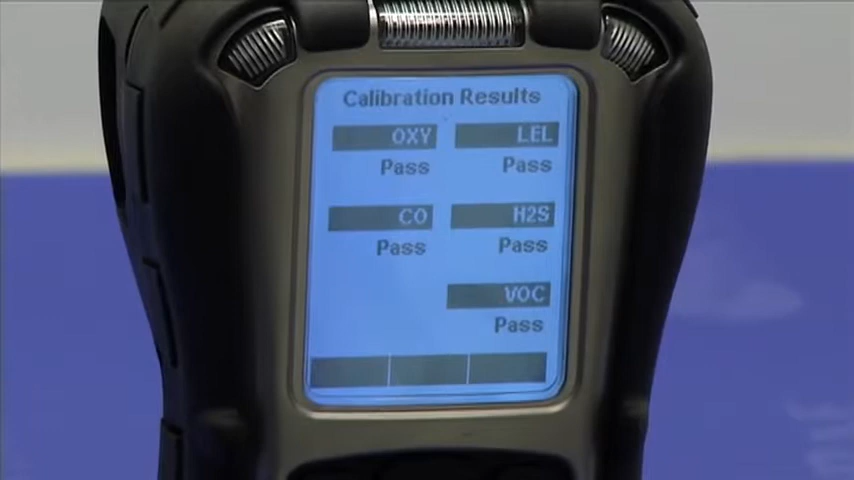 Calibration Results
OXY LEL
Pass Pass
CO H2S
Pass Pass
VOC
Pass